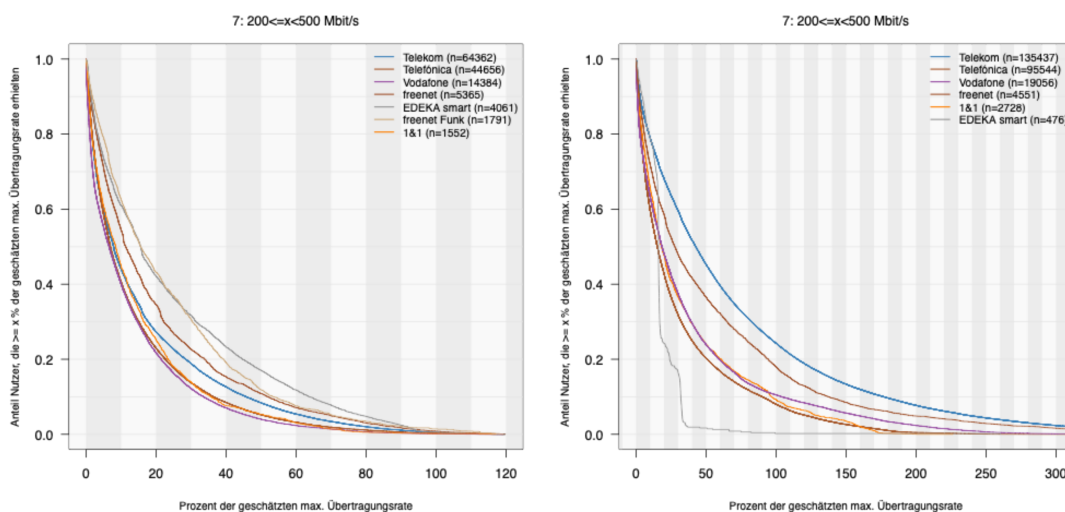 7: 200<=x<500 Mbit/s
Anteil Nutzer, die >= x % der geschätzten max. Übertragungsrate erhielten
1.0
0.8
0.6
0.4
0.2
0.0
Telekom (n=64362)
Telefónica (n=44656)
Vodafone (n=14384)
freenet (n=5365)
EDEKA smart (n=4061)
freenet Funk (n=1791)
1&1 (n=1552)
0 20 40 60 80 100 120
Prozent der geschätzten max. Übertragungsrate
7: 200<=x<500 Mbit/s
Anteil Nutzer, die >= x % der geschätzten max. Übertragungsrate erhielten
1.0
0.8
0.6
0.4
0.2
0.0
Telekom (n=135437)
Telefónica (n=95544)
Vodafone (n=19056)
freenet (n=4551)
1&1 (n=2728)
EDEKA smart (n=476
0 50 100 150 200 250 300
Prozent der geschätzten max. Übertragungsrate